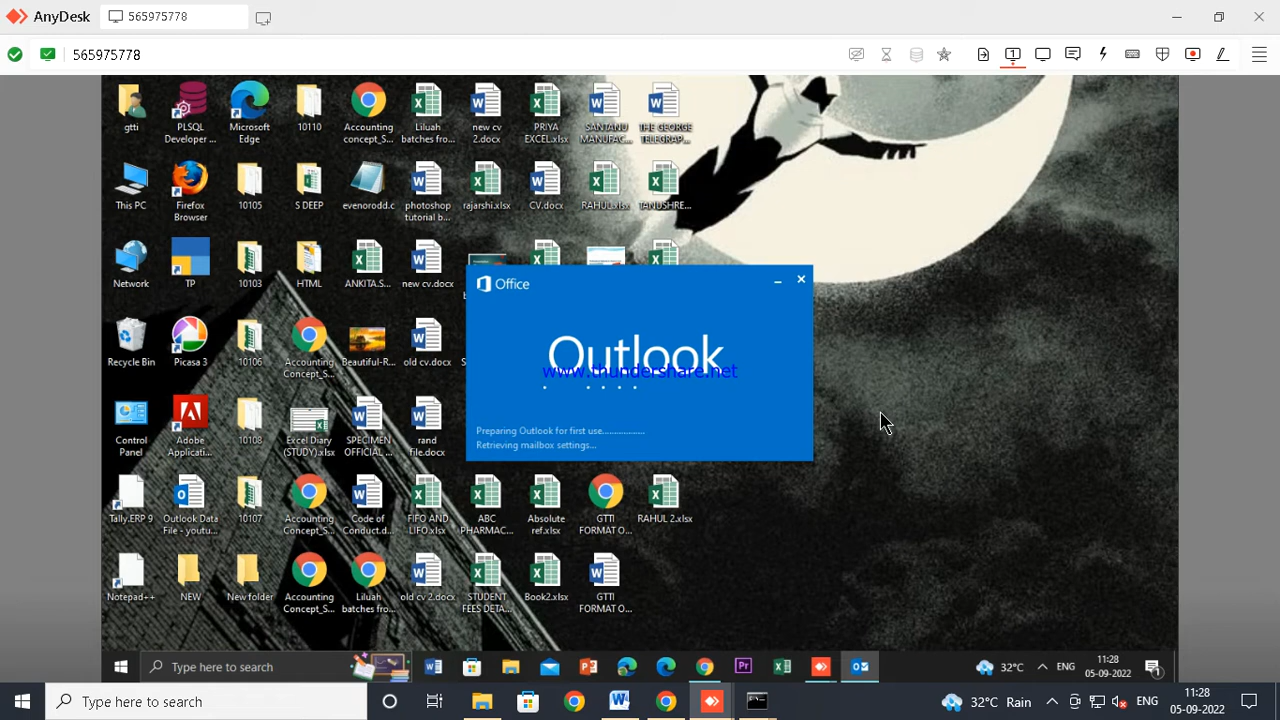 AnyDesk
565975778
565975778
gtti
PLSQL
Developer ...
Microsoft
Edge
10110
Accounting
concept_S...
Liluah
batches fro...
new cv
2.docx
PRIYA
EXCEL.xlsx
SANTANU
MANUFAC...
THE GEORGE
TELEGRAP...
This PC
Firefox
Browser
10105
S DEEP
evenorodd.c
photoshop
tutorial b...
rajarshi.xlsx
CV.docx
RAHUL.xlsx
TANUSHRE...
Network
TP
10103
HTML
ANKITA.S...
new cv.docx
Recycle Bin
Picasa 3
10106
Accounting
Concept_S...
Beautiful-R...
old cv.docx
Office
Outlook
www.thundershare.net
Preparing Outlook for first use..................
Retrieving mailbox settings...
Control
Panel
Adobe
Applicati...
10108
Excel Diary
(STUDY).xlsx
SPECIMEN
OFFICIAL ...
rand
file.docx
Tally.ERP 9
Outlook Data
File - youtu...
10107
Accounting
Concept_S...
Code of
Conduct.d...
FIFO AND
LIFO.xlsx
ABC
PHARMAC...
Absolute
ref.xlsx
GTTI
FORMAT O...
RAHUL 2.xlsx
Notepad++
NEW
New folder
Accounting
Concept_S...
Liluah
batches fro...
old cv 2.docx
STUDENT
FEES DETA...
Book2.xlsx
GTTI
FORMAT O...
Type here to search
32°C
ENG
11:28
05-09-2022
Type here to search
32°C Rain
ENG
11:28
05-09-2022